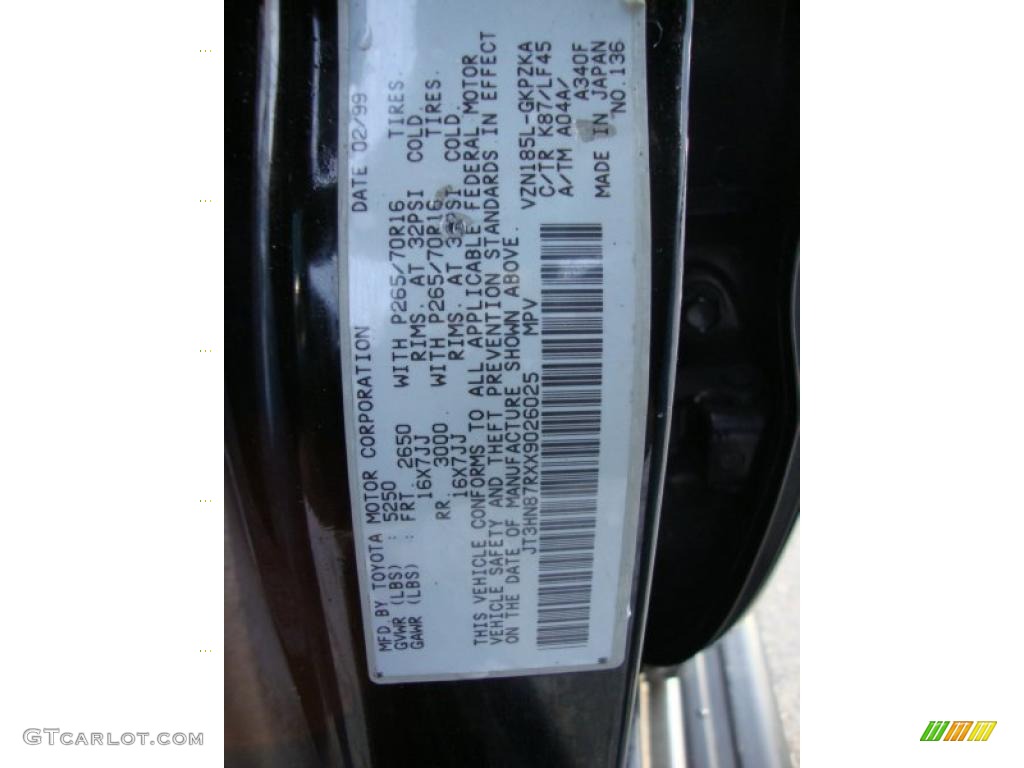 MFD. BY TOYOTA MOTOR CORPORATION DATE 02/99
GVWR (LBS) : 5250
GAWR (LBS) : FRT. 2650 WITH P265/70R16 TIRES.
16X7JJ RIMS. AT 32PSI COLD.
RR. 3000. WITH P265/70R16 TIRES.
16X7JJ RIMS. AT 32PSI COLD.
THIS VEHICLE CONFORMS TO ALL APPLICABLE FEDERAL MOTOR
VEHICLE SAFETY AND THEFT PREVENTION STANDARDS IN EFFECT
ON THE DATE OF MANUFACTURE SHOWN ABOVE.
JT3HN87RXX9026025 MPV VZN185L-GKPZKA
C/TR K87/LF45
A/TM A04A/ A340F
MADE IN JAPAN
NO.136
GTCARLOT.COM